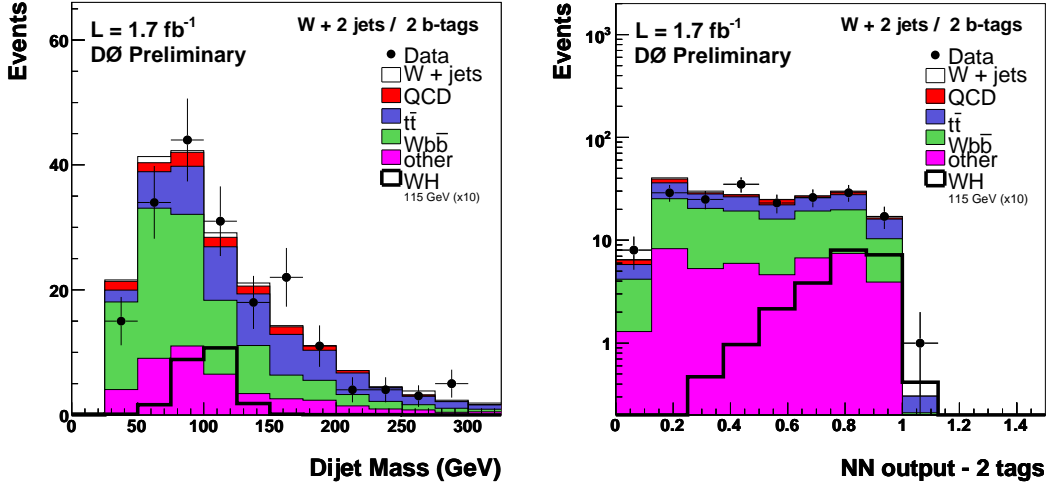 Events
60
40
20
0
L = 1.7 fb⁻¹
DØ Preliminary
W + 2 jets / 2 b-tags
Data
W + jets
QCD
tt̄
Wbb̄
other
WH
115 GeV (x10)
0 50 100 150 200 250 300
Dijet Mass (GeV)
Events
10³
10²
10
1
L = 1.7 fb⁻¹
DØ Preliminary
W + 2 jets / 2 b-tags
Data
W + jets
QCD
tt̄
Wbb̄
other
WH
115 GeV (x10)
0 0.2 0.4 0.6 0.8 1 1.2 1.4
NN output - 2 tags